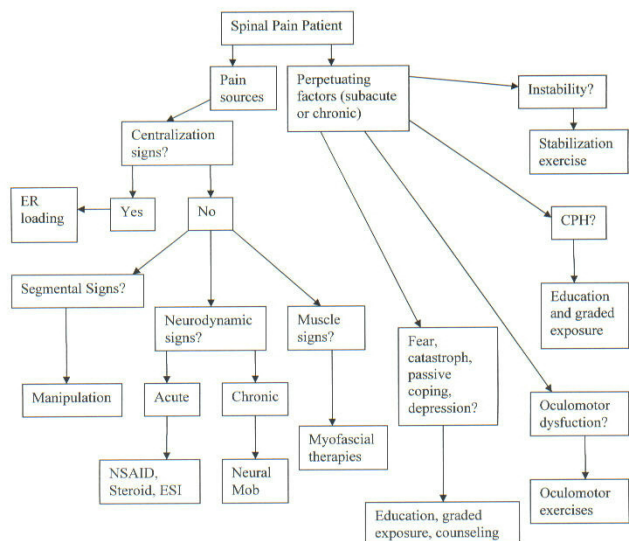 Spinal Pain Patient
Pain
sources
Perpetuating
factors (subacute
or chronic)
Instability?
Centralization
signs?
Stabilization
exercise
ER
loading
Yes
No
CPH?
Segmental Signs?
Neurodynamic
signs?
Muscle
signs?
Education
and graded
exposure
Fear,
catastroph,
passive
coping,
depression?
Manipulation
Acute
Chronic
Oculomotor
dysfuction?
Myofascial
therapies
NSAID,
Steroid, ESI
Neural
Mob
Oculomotor
exercises
Education, graded
exposure, counseling